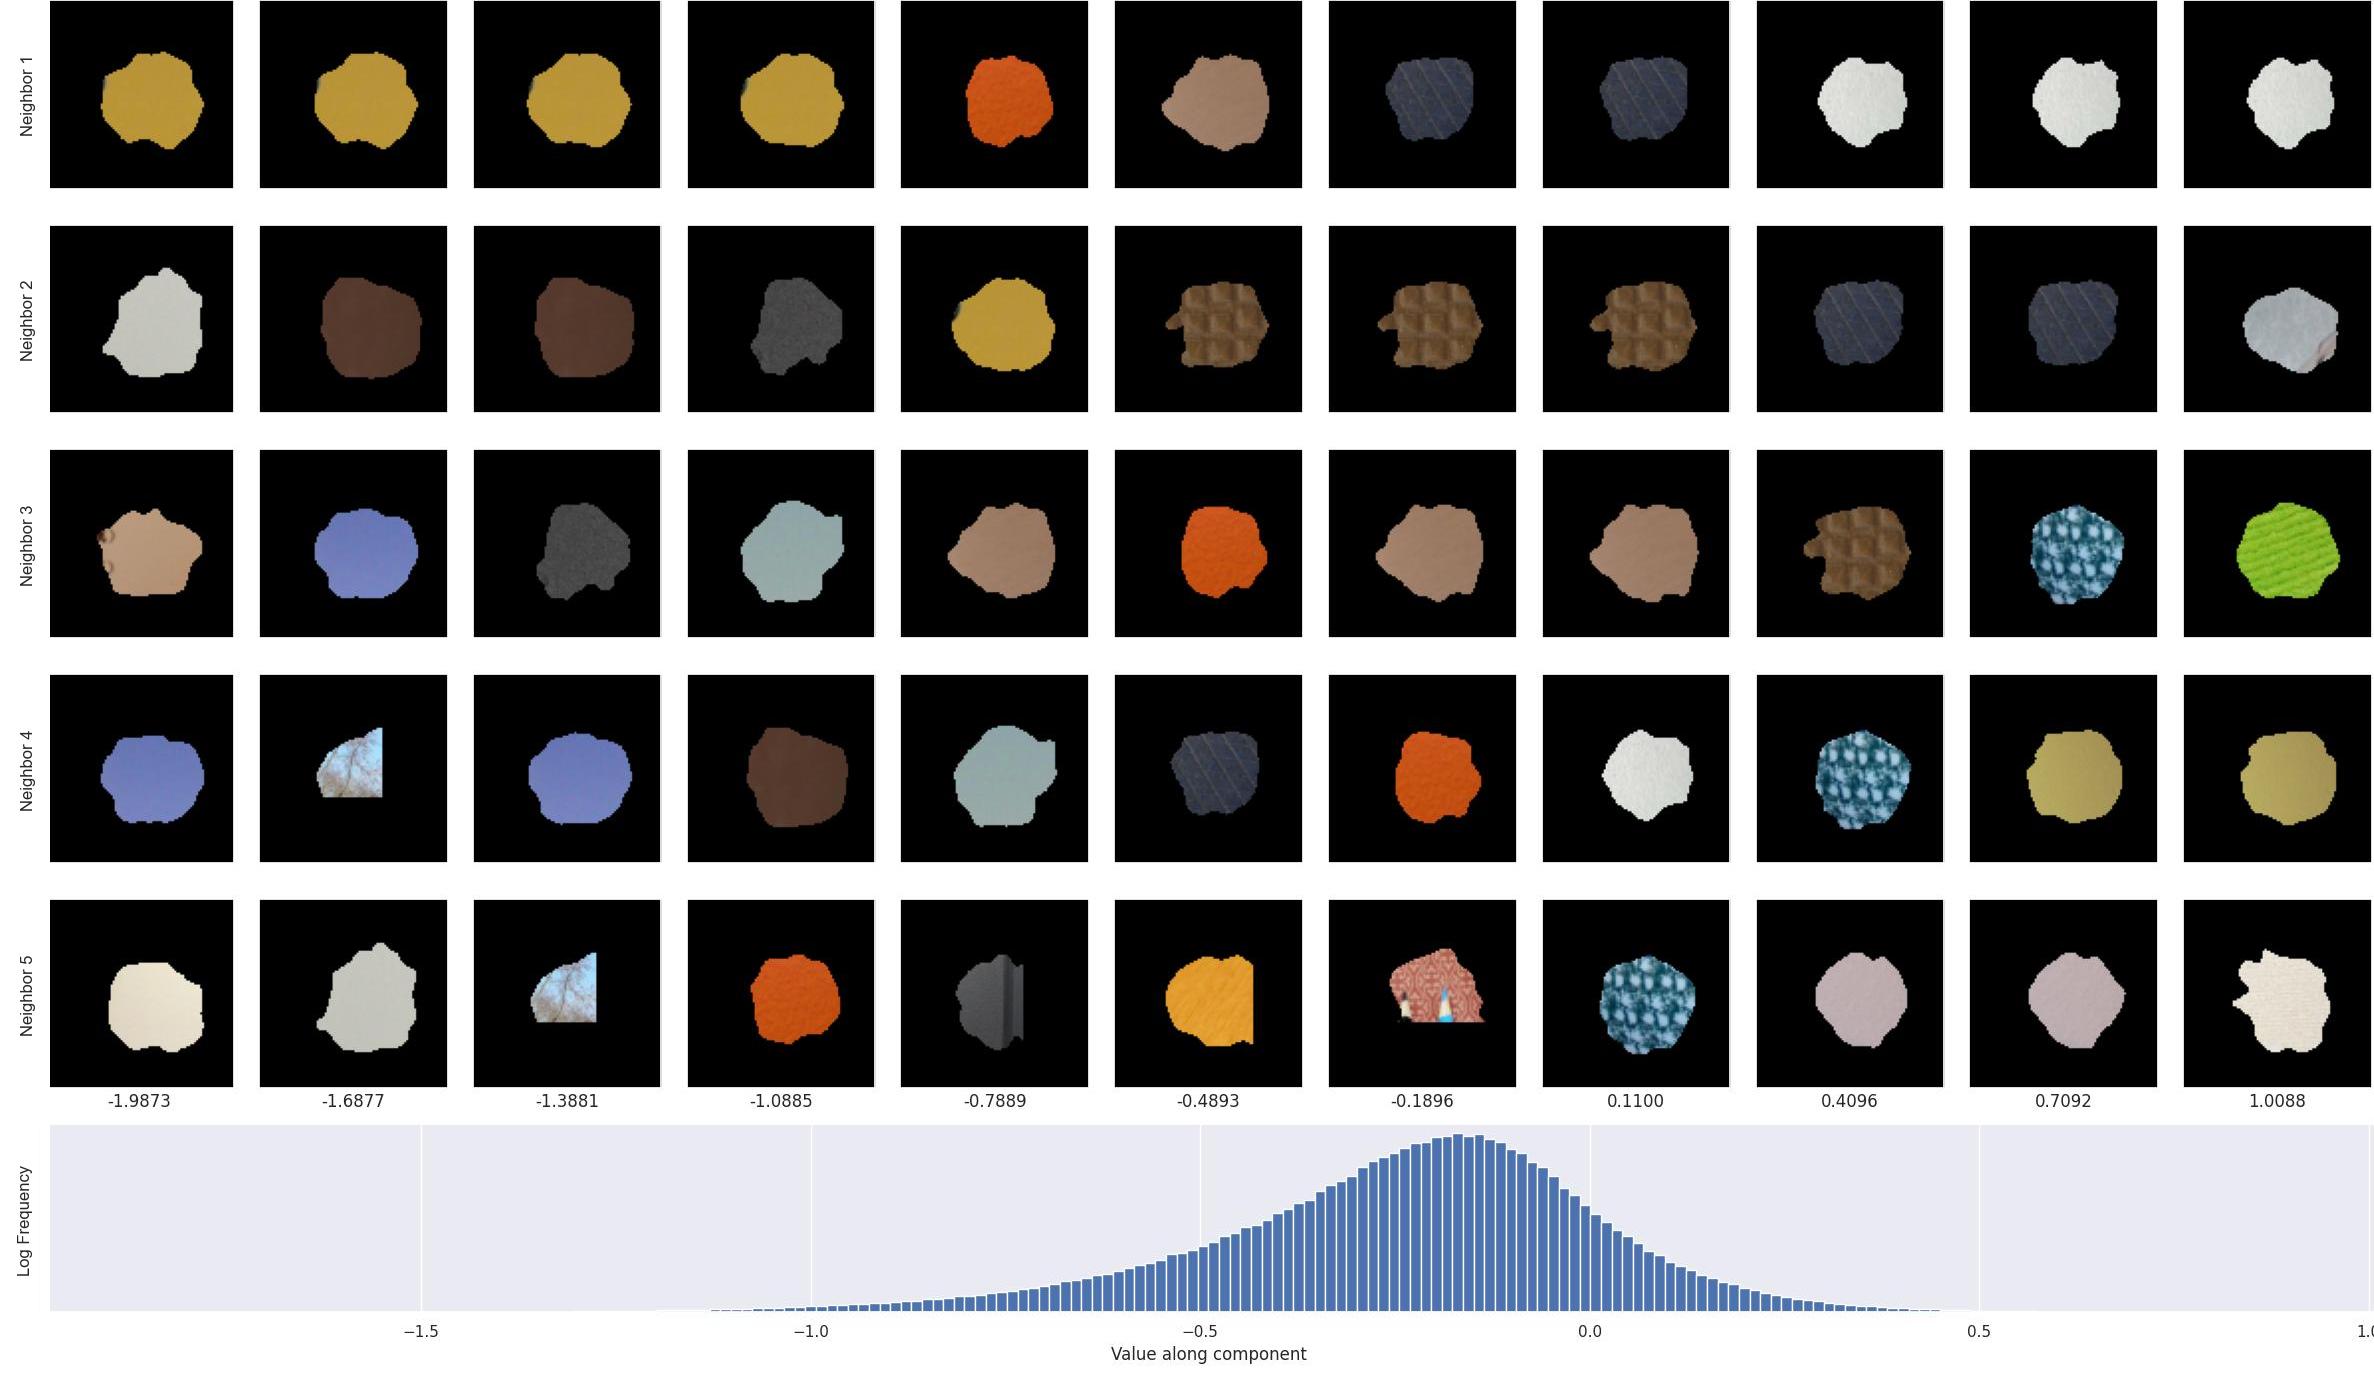 Neighbor 1
Neighbor 2
Neighbor 3
Neighbor 4
Neighbor 5
-1.9873 -1.6877 -1.3881 -1.0885 -0.7889 -0.4893 -0.1896 0.1100 0.4096 0.7092 1.0088
Log Frequency
−1.5 −1.0 −0.5 0.0 0.5
Value along component